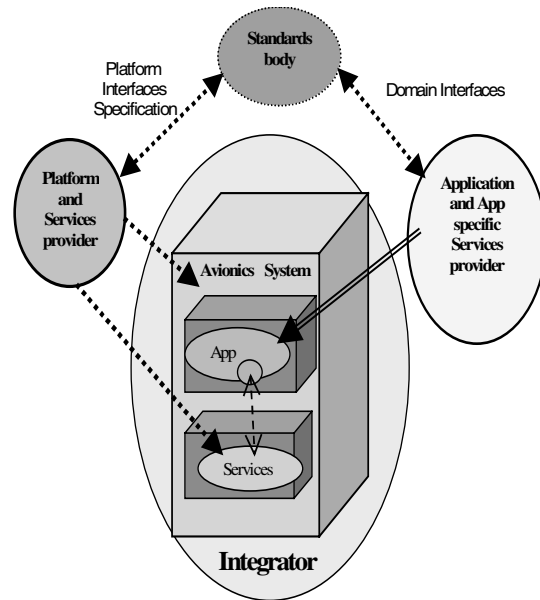 Standards
body
Platform
Interfaces
Specification
Domain Interfaces
Platform
and
Services
provider
Application
and App
specific
Services
provider
Avionics System
App
Services
Integrator